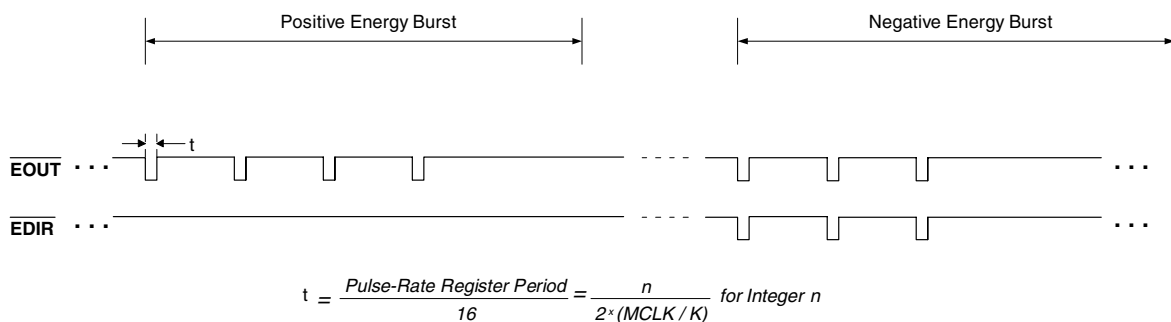 Positive Energy Burst
Negative Energy Burst
t
EOUT ...
...
EDIR ...
...
t = Pulse-Rate Register Period / 16 = n / 2ˣ (MCLK / K) for Integer n